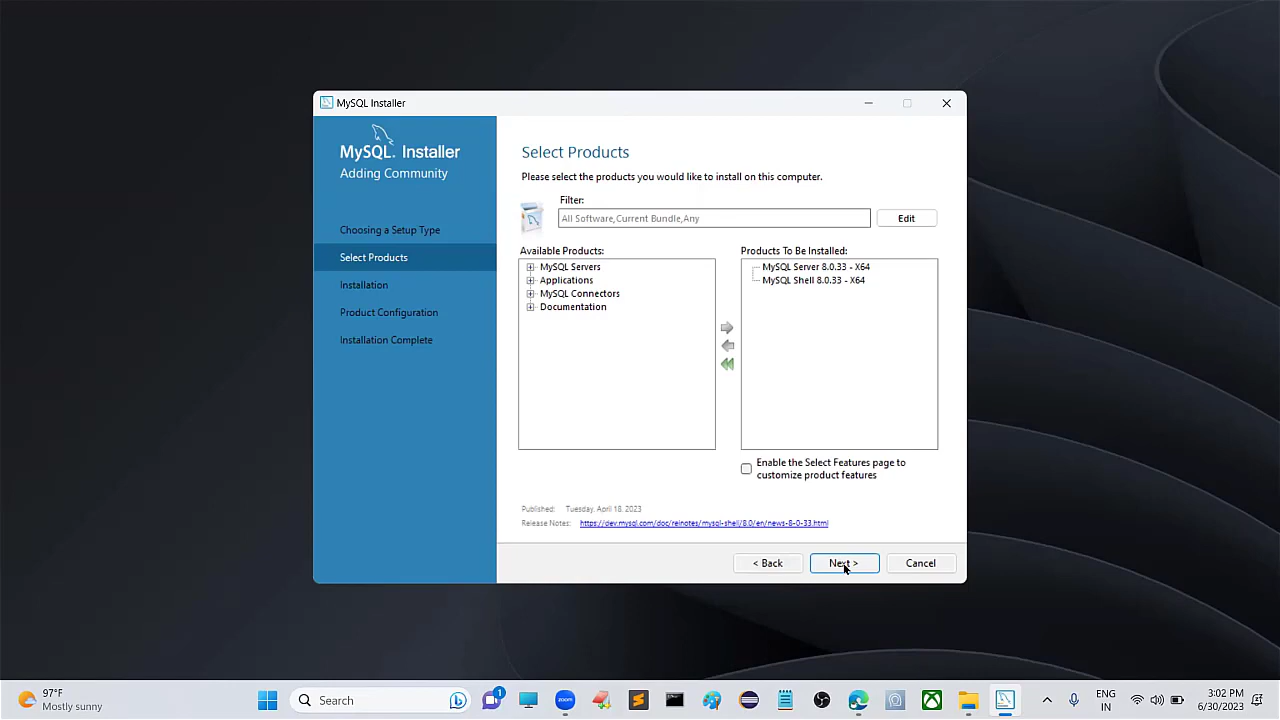 MySQL Installer
MySQL. Installer
Adding Community
Choosing a Setup Type
Select Products
Installation
Product Configuration
Installation Complete
Select Products
Please select the products you would like to install on this computer.
Filter:
All Software,Current Bundle,Any
Edit
Available Products:
MySQL Servers
Applications
MySQL Connectors
Documentation
Products To Be Installed:
MySQL Server 8.0.33 - X64
MySQL Shell 8.0.33 - X64
Enable the Select Features page to
customize product features
Published: Tuesday, April 18, 2023
Release Notes: https://dev.mysql.com/doc/relnotes/mysql-shell/8.0/en/news-8-0-33.html
< Back
Next >
Cancel
97°F
Mostly sunny
Search
1
zoom
ENG
IN
3:02 PM
6/30/2023